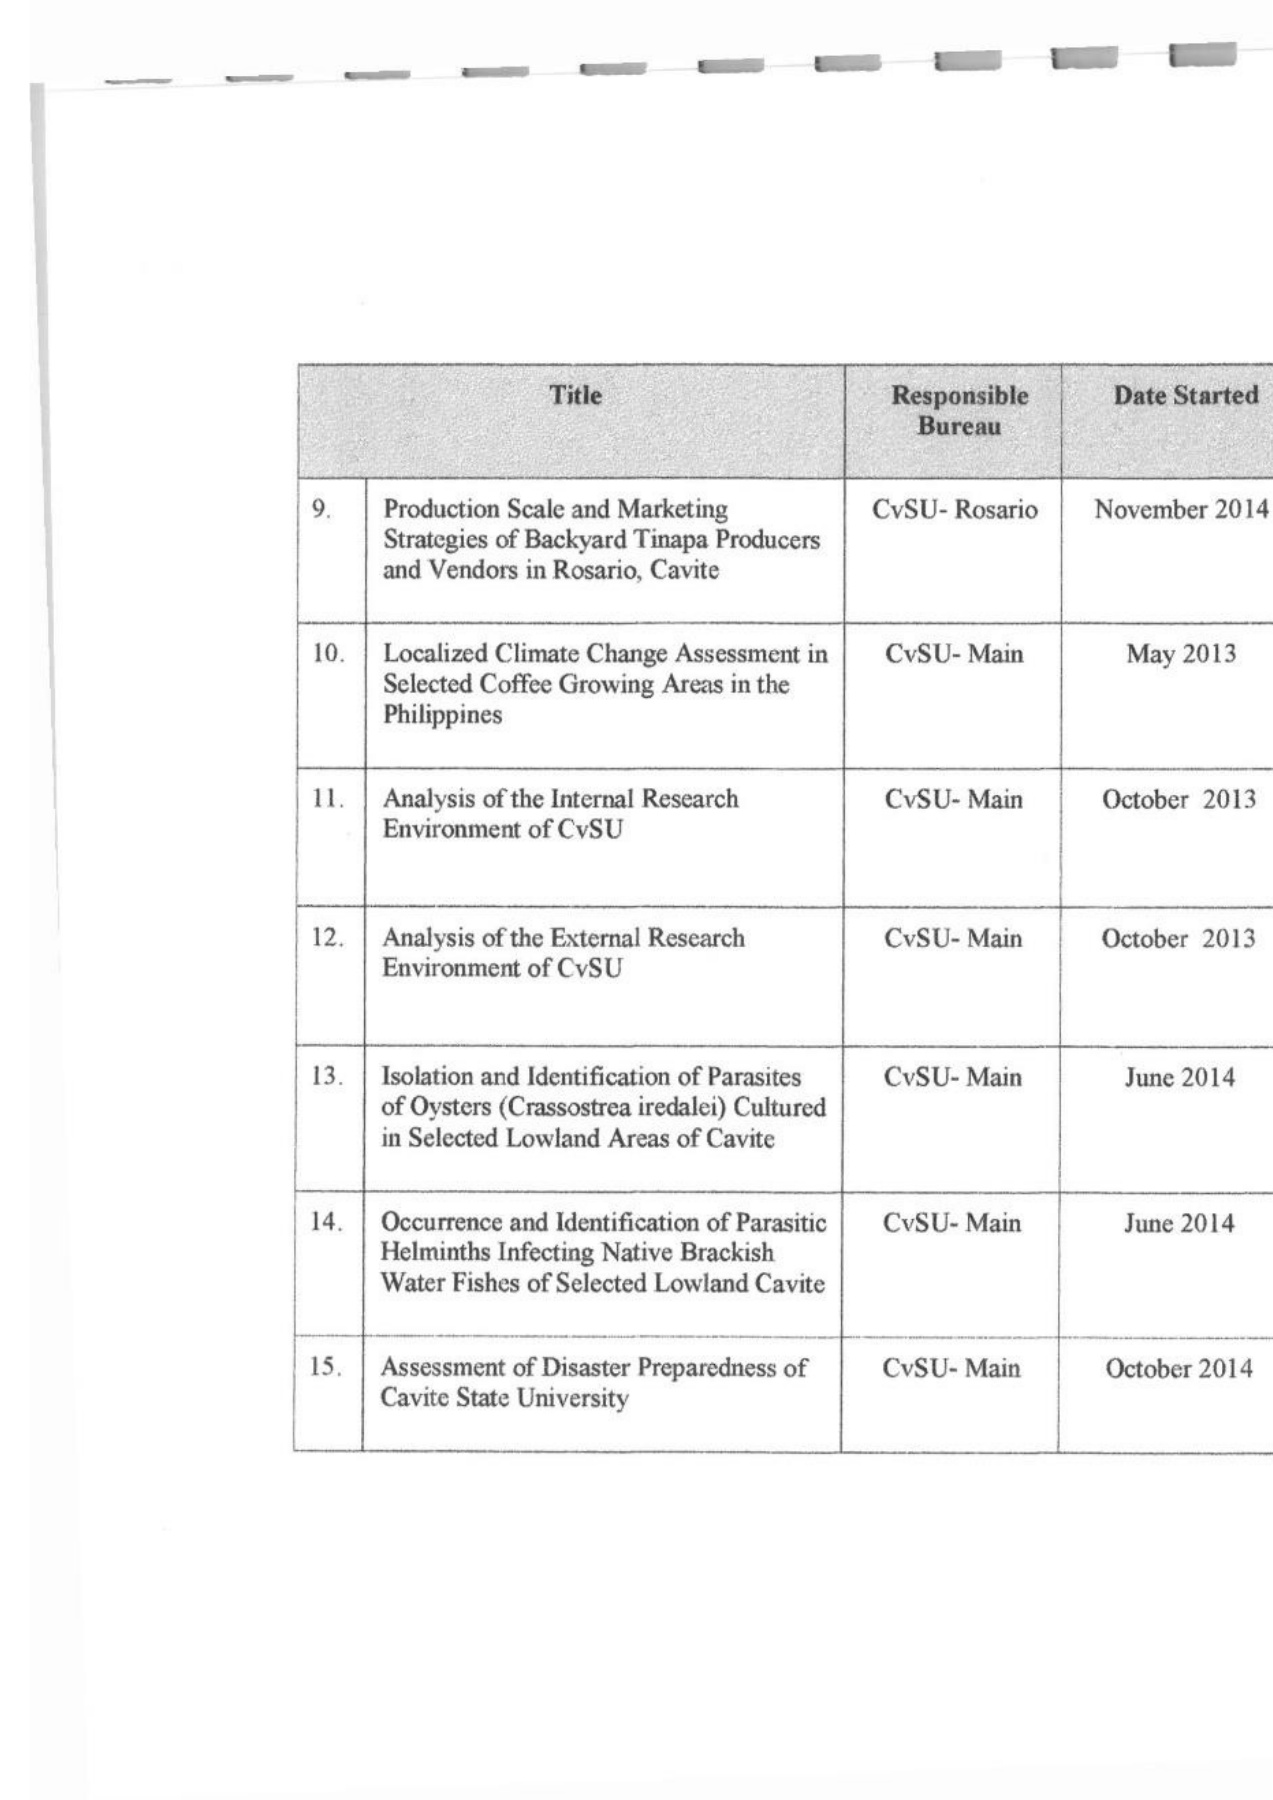 Title
Responsible
Bureau
Date Started
9.
Production Scale and Marketing
Strategies of Backyard Tinapa Producers
and Vendors in Rosario, Cavite
CvSU- Rosario
November 2014
10.
Localized Climate Change Assessment in
Selected Coffee Growing Areas in the
Philippines
CvSU- Main
May 2013
11.
Analysis of the Internal Research
Environment of CvSU
CvSU- Main
October 2013
12.
Analysis of the External Research
Environment of CvSU
CvSU- Main
October 2013
13.
Isolation and Identification of Parasites
of Oysters (Crassostrea iredalei) Cultured
in Selected Lowland Areas of Cavite
CvSU- Main
June 2014
14.
Occurrence and Identification of Parasitic
Helminths Infecting Native Brackish
Water Fishes of Selected Lowland Cavite
CvSU- Main
June 2014
15.
Assessment of Disaster Preparedness of
Cavite State University
CvSU- Main
October 2014